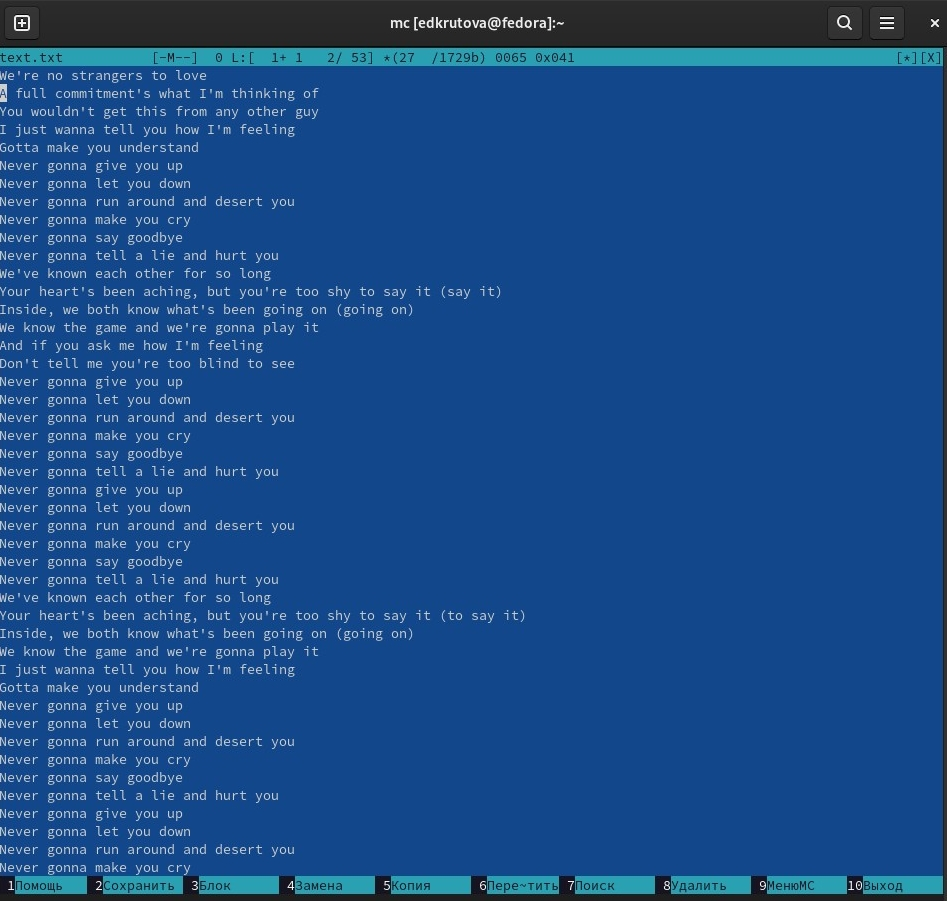 mc [edkrutova@fedora]:~
text.txt [-M--] 0 L:[ 1+ 1 2/ 53] *(27 /1729b) 0065 0x041 [*][X]
We're no strangers to love
A full commitment's what I'm thinking of
You wouldn't get this from any other guy
I just wanna tell you how I'm feeling
Gotta make you understand
Never gonna give you up
Never gonna let you down
Never gonna run around and desert you
Never gonna make you cry
Never gonna say goodbye
Never gonna tell a lie and hurt you
We've known each other for so long
Your heart's been aching, but you're too shy to say it (say it)
Inside, we both know what's been going on (going on)
We know the game and we're gonna play it
And if you ask me how I'm feeling
Don't tell me you're too blind to see
Never gonna give you up
Never gonna let you down
Never gonna run around and desert you
Never gonna make you cry
Never gonna say goodbye
Never gonna tell a lie and hurt you
Never gonna give you up
Never gonna let you down
Never gonna run around and desert you
Never gonna make you cry
Never gonna say goodbye
Never gonna tell a lie and hurt you
We've known each other for so long
Your heart's been aching, but you're too shy to say it (to say it)
Inside, we both know what's been going on (going on)
We know the game and we're gonna play it
I just wanna tell you how I'm feeling
Gotta make you understand
Never gonna give you up
Never gonna let you down
Never gonna run around and desert you
Never gonna make you cry
Never gonna say goodbye
Never gonna tell a lie and hurt you
Never gonna give you up
Never gonna let you down
Never gonna run around and desert you
Never gonna make you cry
1Помощь 2Сохранить 3Блок 4Замена 5Копия 6Пере~тить 7Поиск 8Удалить 9МенюMC 10Выход